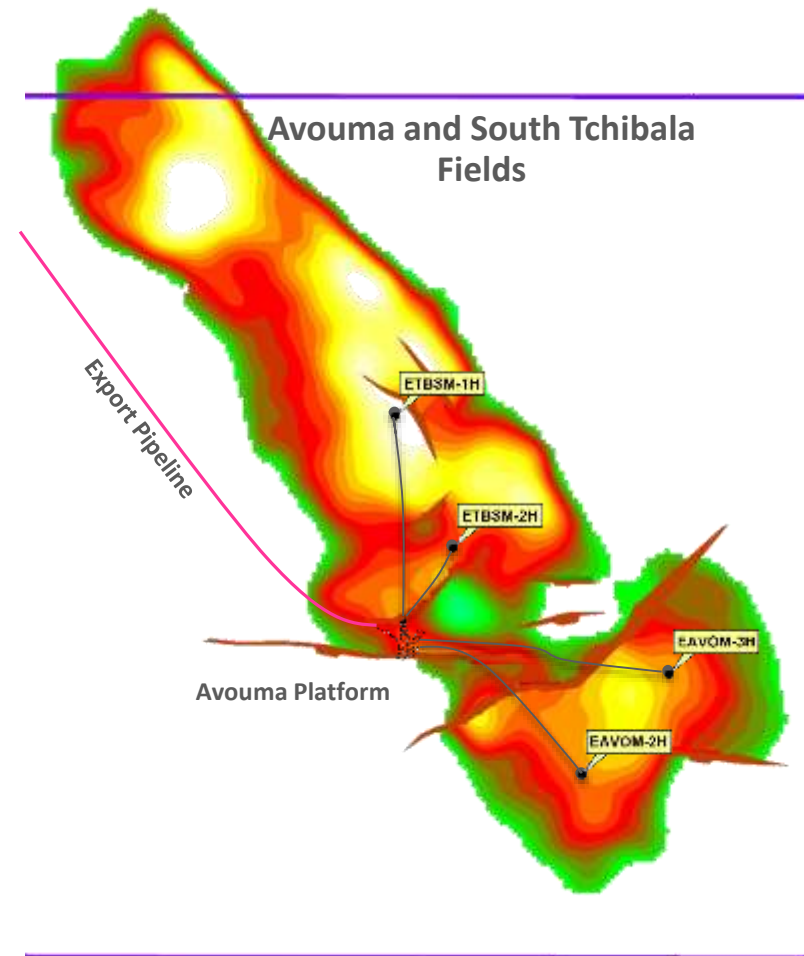 Avouma and South Tchibala
Fields
Export Pipeline
ETBSM-1H
ETBSM-2H
EAVOM-3H
Avouma Platform
EAVOM-2H